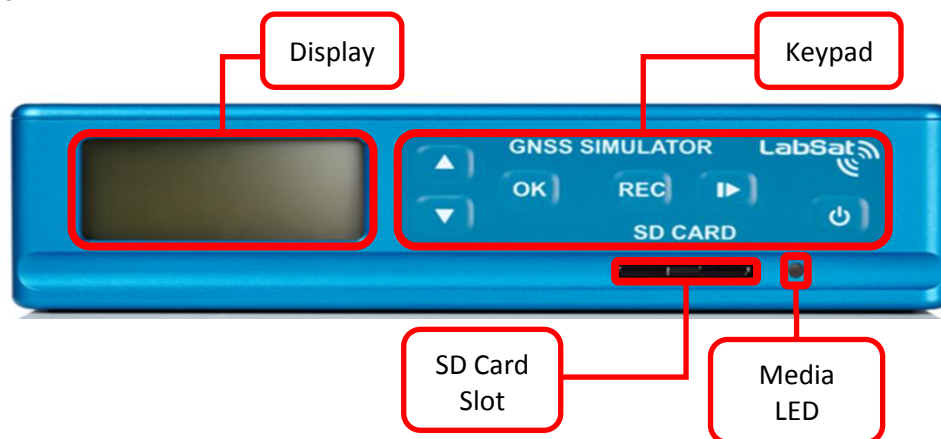 Display
Keypad
GNSS SIMULATOR
LabSat
OK
REC
SD CARD
SD Card
Slot
Media
LED